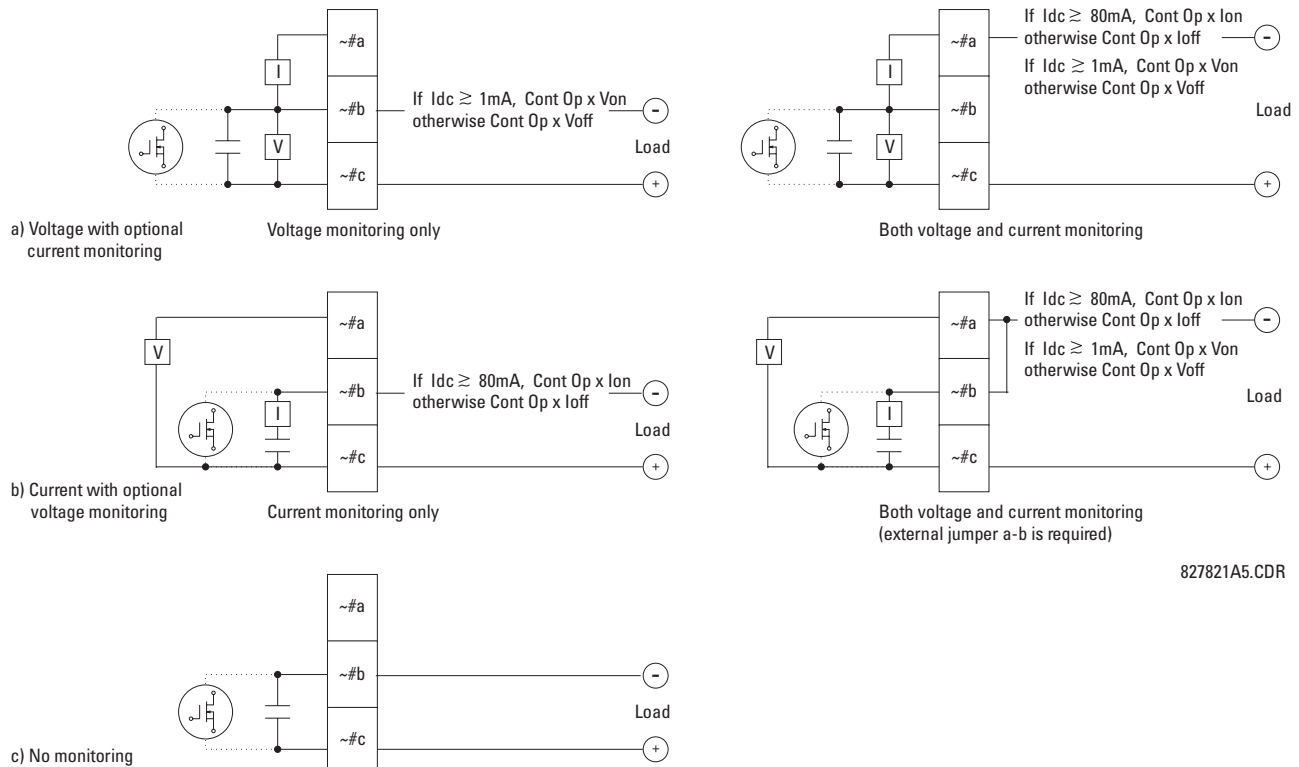 ~#a
I
~#b
V
~#c
If Idc ≳ 1mA, Cont Op x Von
otherwise Cont Op x Voff
-
Load
+
a) Voltage with optional
current monitoring
Voltage monitoring only
~#a
I
~#b
V
~#c
If Idc ≳ 80mA, Cont Op x Ion
otherwise Cont Op x Ioff
-
If Idc ≳ 1mA, Cont Op x Von
otherwise Cont Op x Voff
Load
+
Both voltage and current monitoring
~#a
V
~#b
I
~#c
If Idc ≳ 80mA, Cont Op x Ion
otherwise Cont Op x Ioff
-
Load
+
b) Current with optional
voltage monitoring
Current monitoring only
~#a
V
~#b
I
~#c
If Idc ≳ 80mA, Cont Op x Ion
otherwise Cont Op x Ioff
-
If Idc ≳ 1mA, Cont Op x Von
otherwise Cont Op x Voff
Load
+
Both voltage and current monitoring
(external jumper a-b is required)
827821A5.CDR
~#a
~#b
~#c
-
Load
+
c) No monitoring